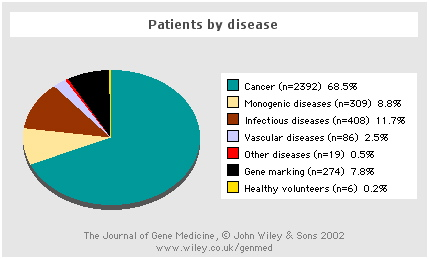 Patients by disease
Cancer (n=2392) 68.5%
Monogenic diseases (n=309) 8.8%
Infectious diseases (n=408) 11.7%
Vascular diseases (n=86) 2.5%
Other diseases (n=19) 0.5%
Gene marking (n=274) 7.8%
Healthy volunteers (n=6) 0.2%
The Journal of Gene Medicine, © John Wiley & Sons 2002
www.wiley.co.uk/genmed